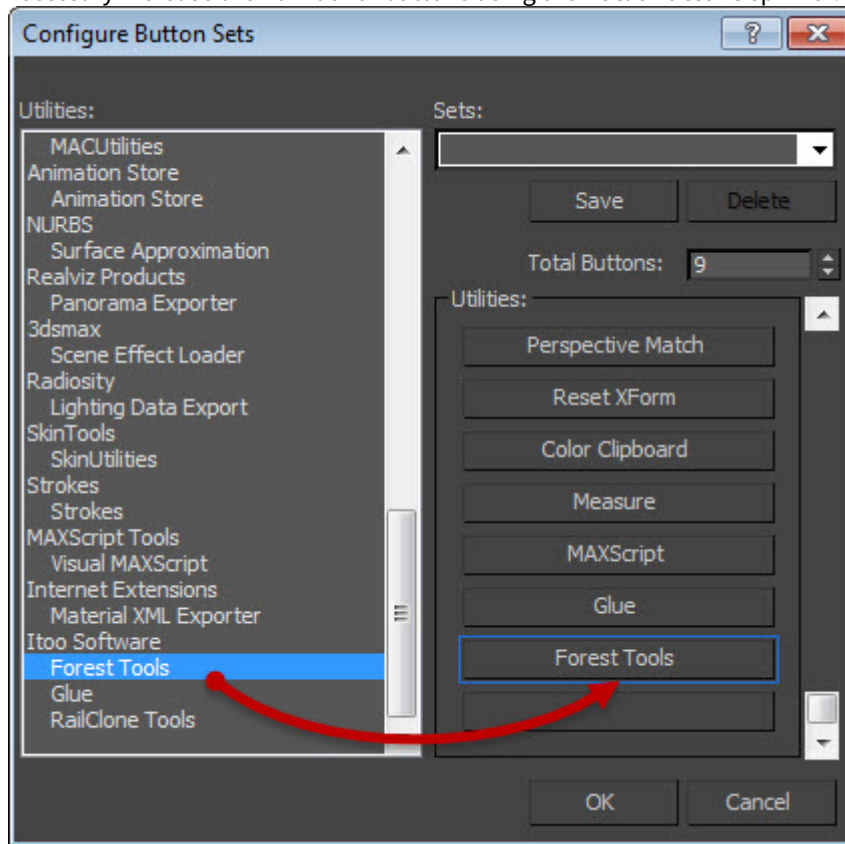 Configure Button Sets
Utilities:
MACUtilities
Animation Store
Animation Store
NURBS
Surface Approximation
Realviz Products
Panorama Exporter
3dsmax
Scene Effect Loader
Radiosity
Lighting Data Export
SkinTools
SkinUtilities
Strokes
Strokes
MAXScript Tools
Visual MAXScript
Internet Extensions
Material XML Exporter
Itoo Software
Forest Tools
Glue
RailClone Tools
Sets:
Save Delete
Total Buttons: 9
Utilities:
Perspective Match
Reset XForm
Color Clipboard
Measure
MAXScript
Glue
Forest Tools
OK Cancel